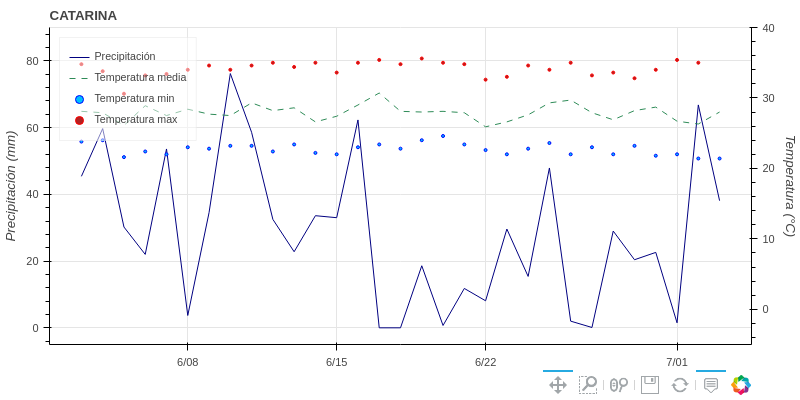 CATARINA
Precipitación
Temperatura media
Temperatura min
Temperatura max
Precipitación (mm)
80
60
40
20
0
40
30
20
10
0
Temperatura (°C)
6/08
6/15
6/22
7/01